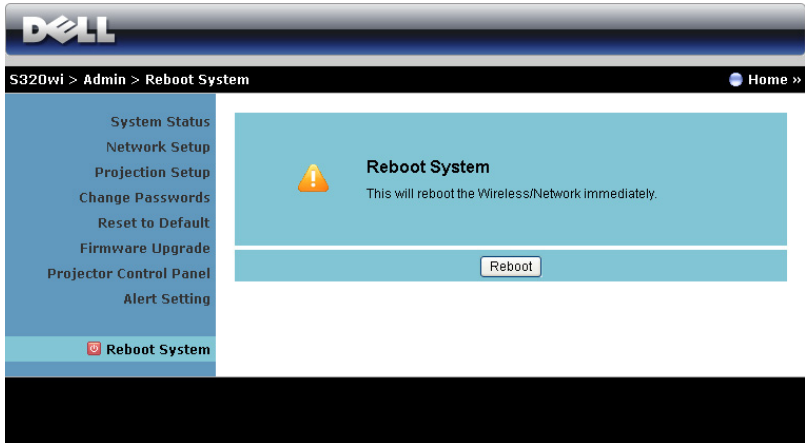 DELL
S320wi > Admin > Reboot System
Home »
System Status
Network Setup
Projection Setup
Change Passwords
Reset to Default
Firmware Upgrade
Projector Control Panel
Alert Setting
Reboot System
Reboot System
This will reboot the Wireless/Network immediately.
Reboot